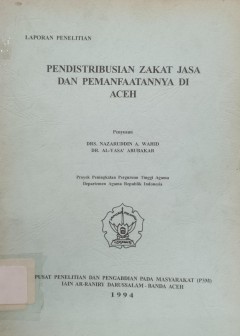 LAPORAN PENELITIAN
PENDISTRIBUSIAN ZAKAT JASA
DAN PEMANFAATANNYA DI
ACEH
Penyusun
DRS. NAZARUDDIN A. WAHID
DR. AL-YASA' ABUBAKAR
Proyek Peningkatan Perguruan Tinggi Agama
Departemen Agama Republik Indonesia
PUSAT PENELITIAN DAN PENGABDIAN PADA MASYARAKAT (P3M)
IAIN AR-RANIRY DARUSSALAM - BANDA ACEH
1994